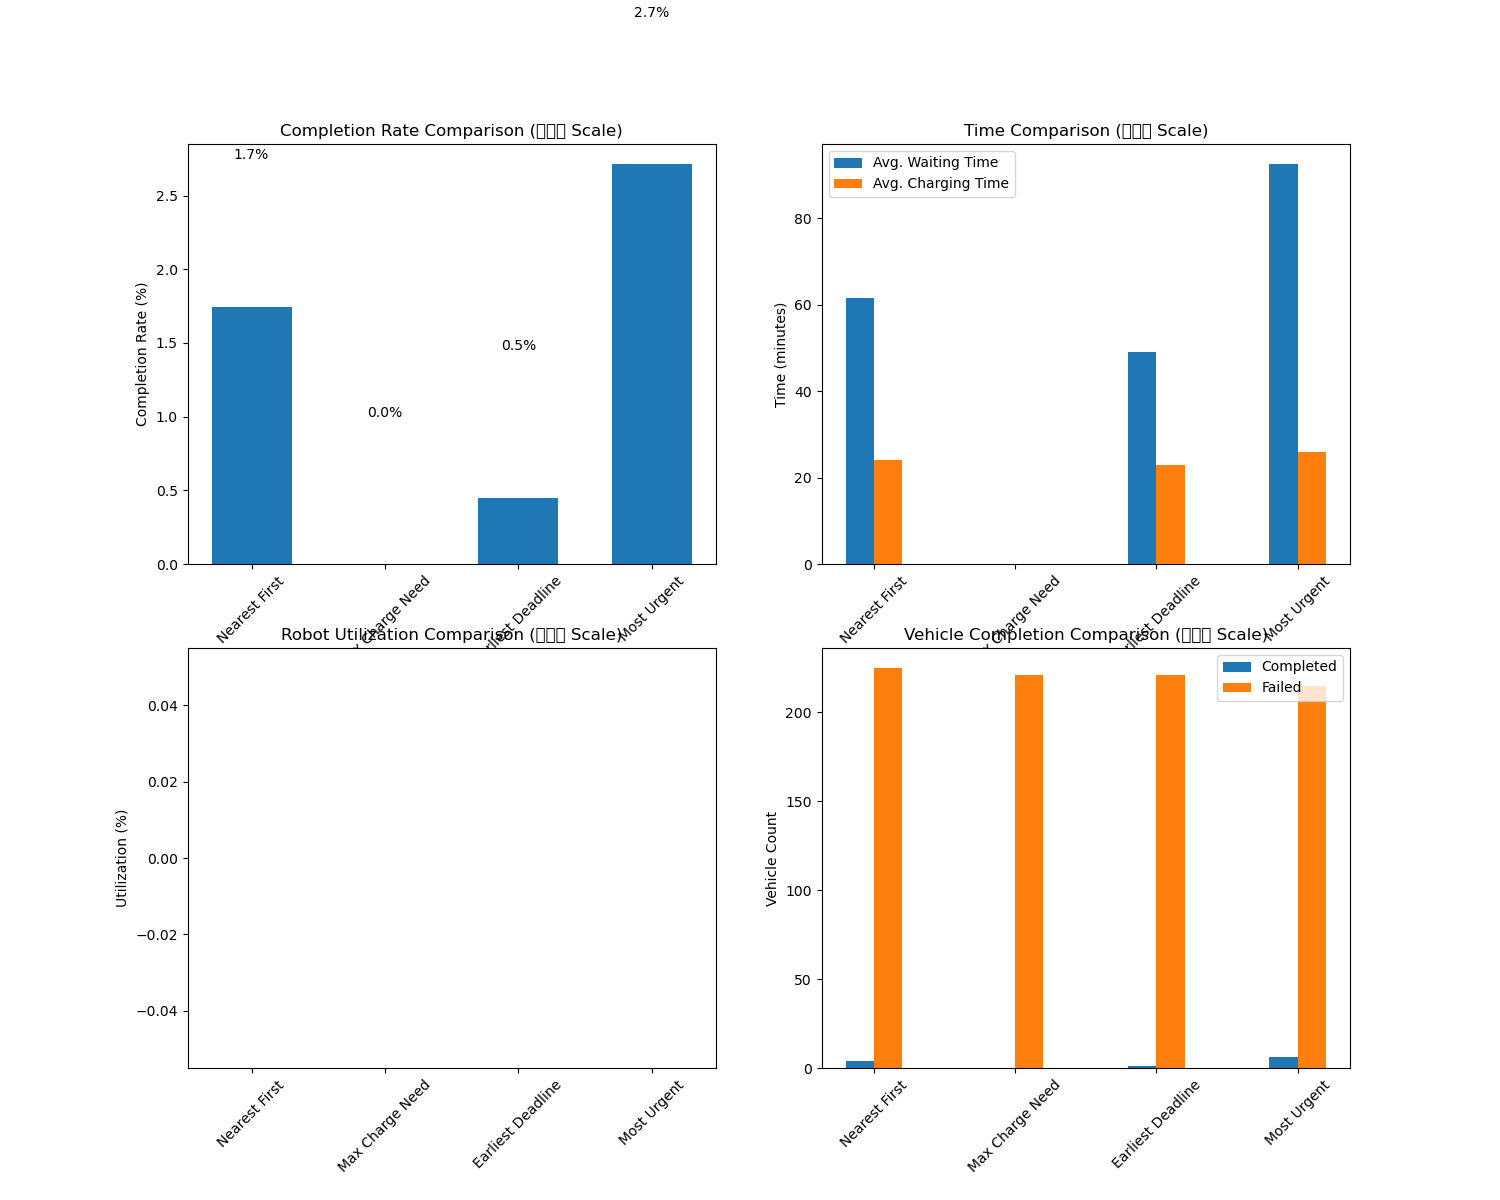 2.7%
Completion Rate Comparison (▯▯▯ Scale)
1.7%
0.5%
0.0%
Completion Rate (%)
2.5
2.0
1.5
1.0
0.5
0.0
Nearest First
Charge Need
Deadline
Most Urgent
Time Comparison (▯▯▯ Scale)
Avg. Waiting Time
Avg. Charging Time
Time (minutes)
80
60
40
20
0
Nearest First
Charge Need
Deadline
Most Urgent
Robot Utilization Comparison (▯▯▯ Scale)
Utilization (%)
0.04
0.02
0.00
−0.02
−0.04
Nearest First
Max Charge Need
Earliest Deadline
Most Urgent
Vehicle Completion Comparison (▯▯▯ Scale)
Completed
Failed
Vehicle Count
200
150
100
50
0
Nearest First
Max Charge Need
Earliest Deadline
Most Urgent